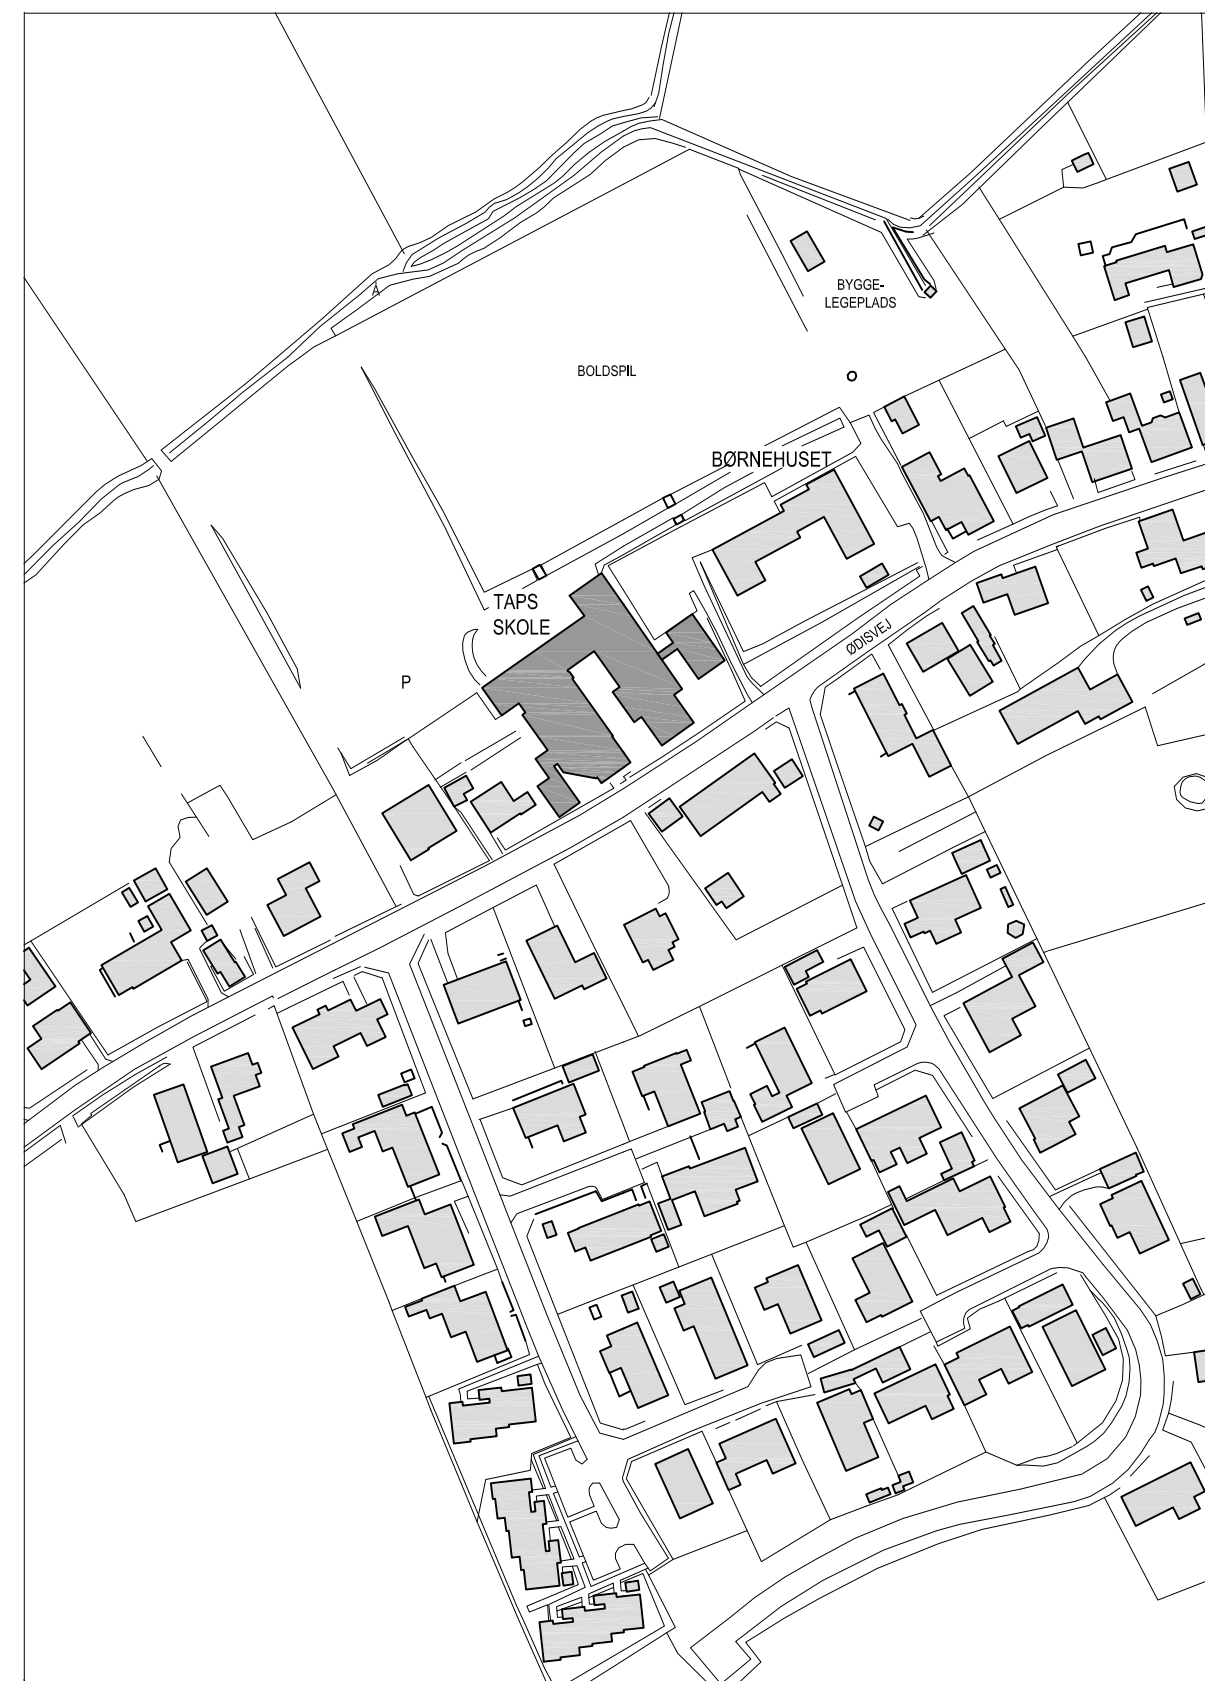 Å
BYGGE-
LEGEPLADS
BOLDSPIL
BØRNEHUSET
TAPS
SKOLE
ØDISVEJ
P